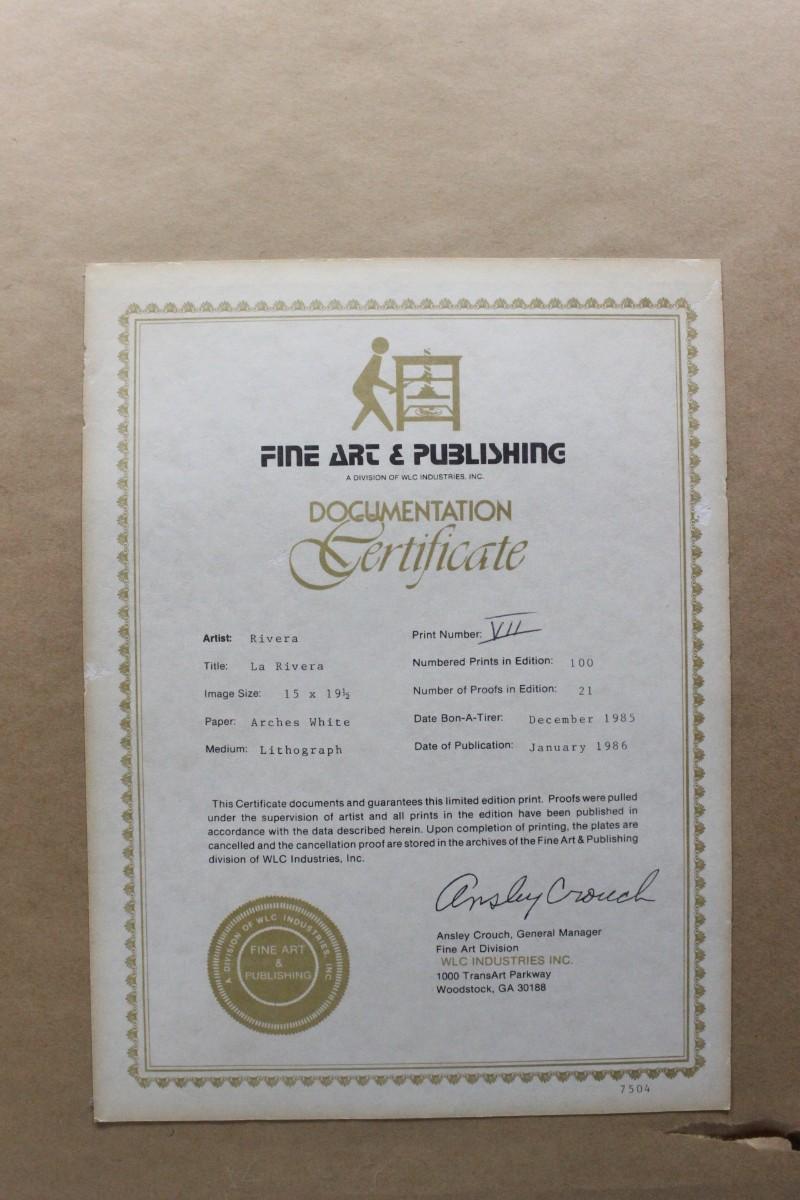 FINE ART & PUBLISHING
A DIVISION OF WLC INDUSTRIES, INC.
DOCUMENTATION
Certificate
Artist: Rivera
Title: La Rivera
Image Size: 15 x 19½
Paper: Arches White
Medium: Lithograph
Print Number: VII
Numbered Prints in Edition: 100
Number of Proofs in Edition: 21
Date Bon-A-Tirer: December 1985
Date of Publication: January 1986
This Certificate documents and guarantees this limited edition print. Proofs were pulled
under the supervision of artist and all prints in the edition have been published in
accordance with the data described herein. Upon completion of printing, the plates are
cancelled and the cancellation proof are stored in the archives of the Fine Art & Publishing
division of WLC Industries, Inc.
Ansley Crouch
Ansley Crouch, General Manager
Fine Art Division
WLC INDUSTRIES INC.
1000 TransArt Parkway
Woodstock, GA 30188
A DIVISION OF WLC INDUSTRIES, INC
FINE ART
&
PUBLISHING
7504